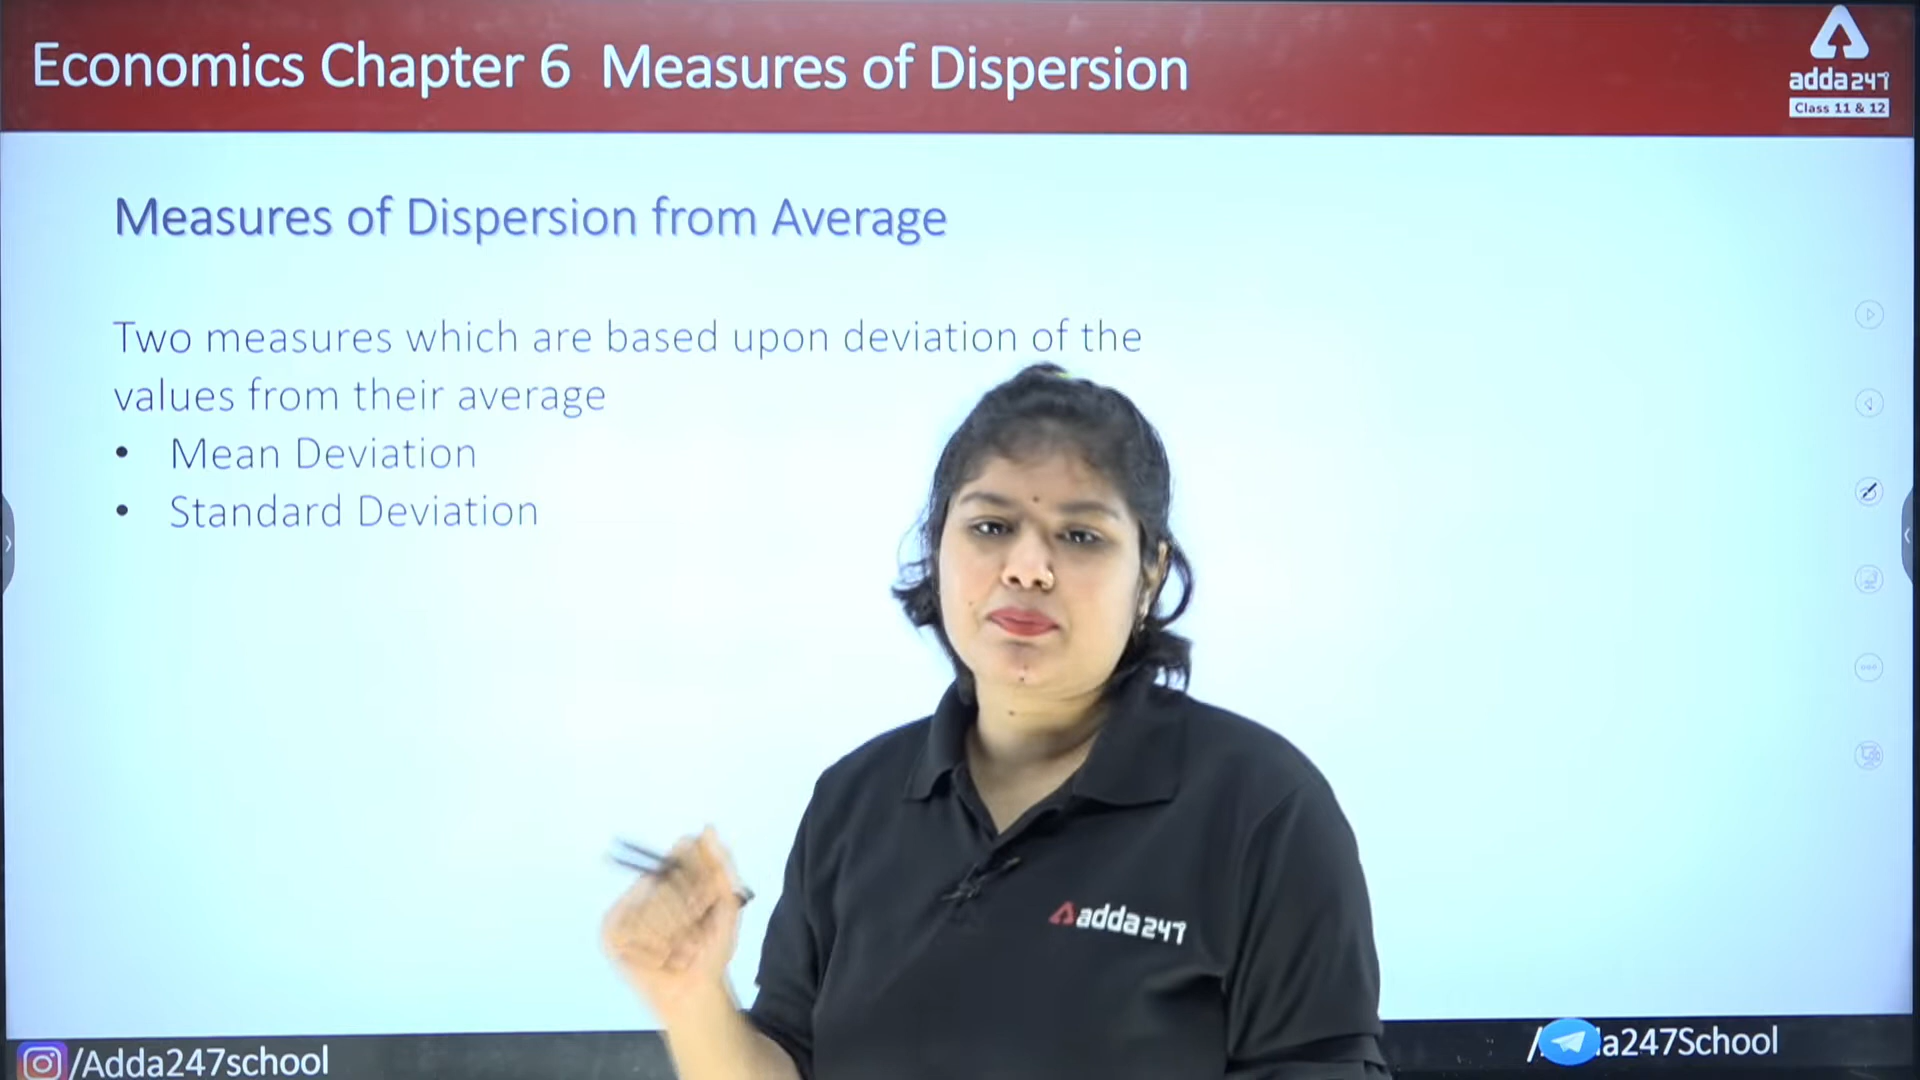 Economics Chapter 6 Measures of Dispersion
adda247
Class 11 & 12
Measures of Dispersion from Average
Two measures which are based upon deviation of the
values from their average
• Mean Deviation
• Standard Deviation
adda247
/Adda247school
/ a247School